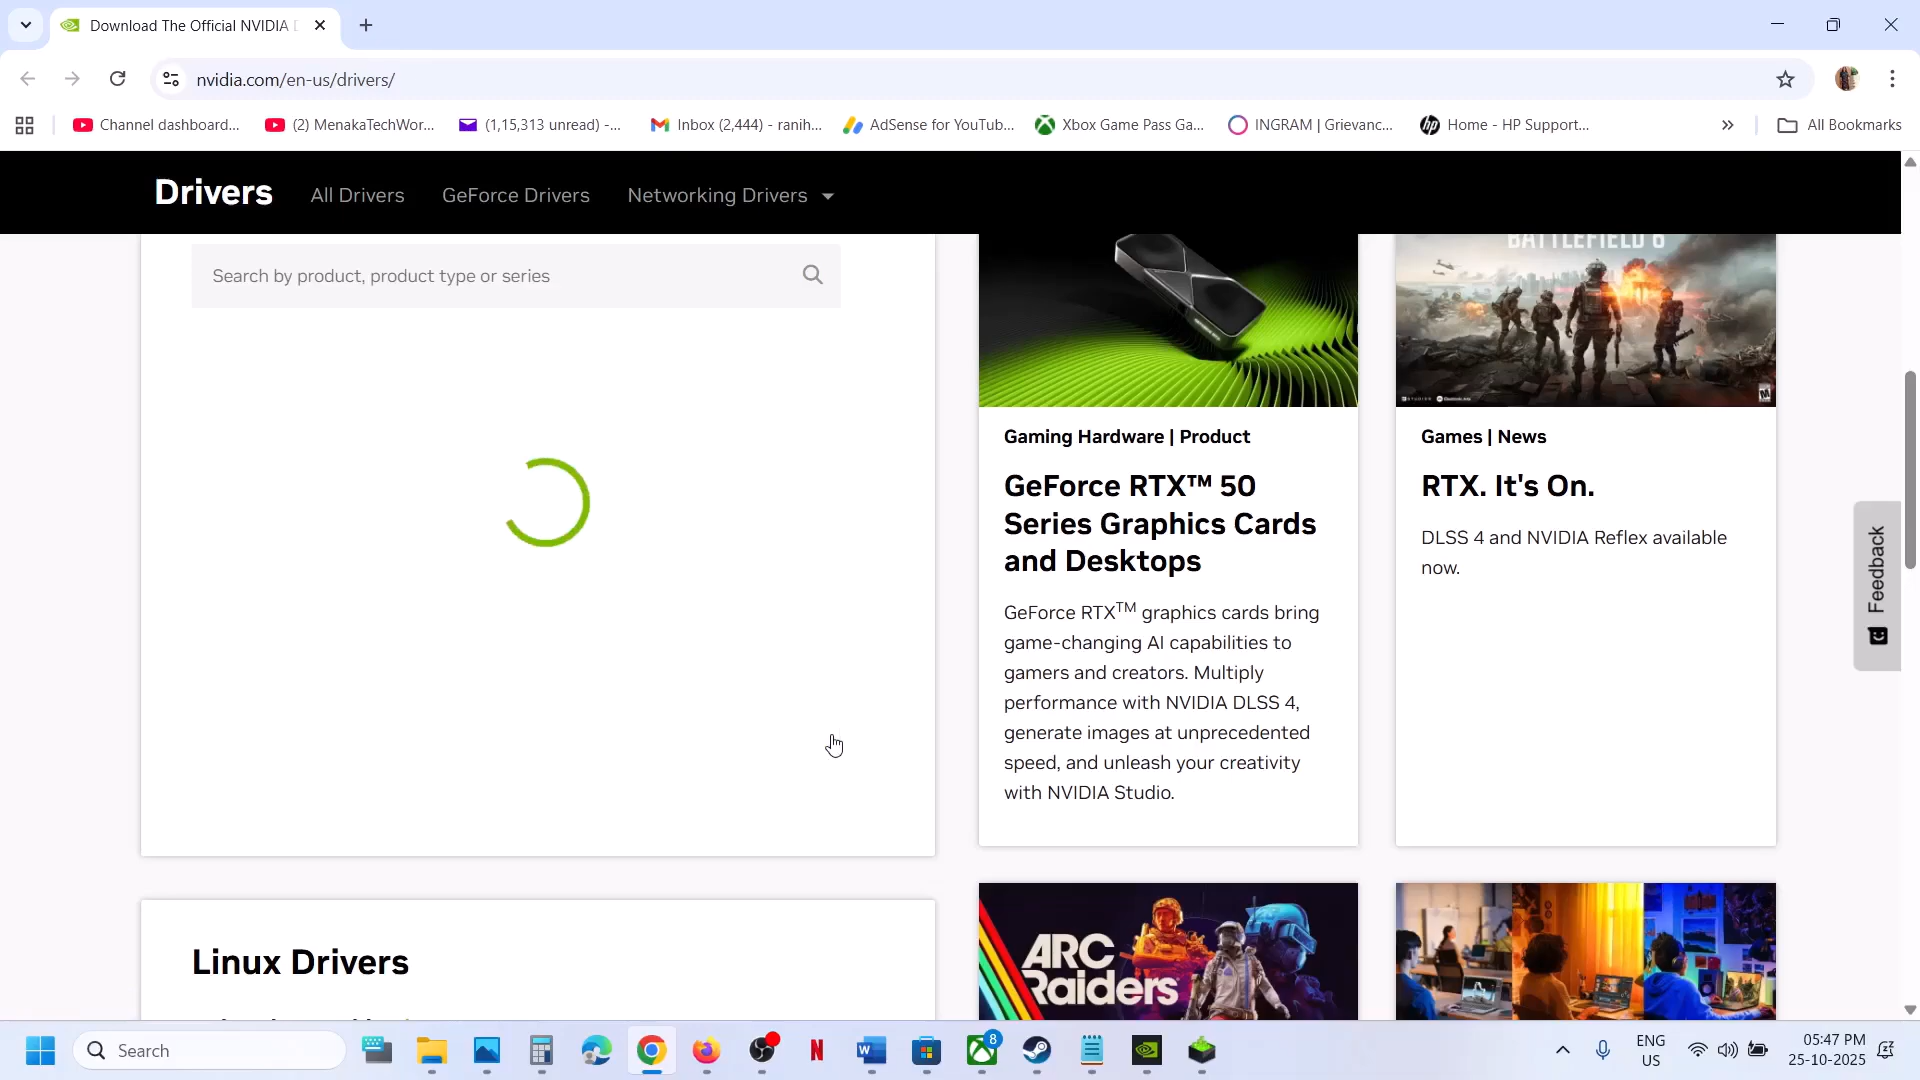 Download The Official NVIDIA D
nvidia.com/en-us/drivers/
Channel dashboard...
(2) MenakaTechWor...
(1,15,313 unread) -...
Inbox (2,444) - ranih...
AdSense for YouTub...
Xbox Game Pass Ga...
INGRAM | Grievanc...
Home - HP Support...
All Bookmarks
Drivers
All Drivers
GeForce Drivers
Networking Drivers
Search by product, product type or series
BATTLEFIELD 6
Gaming Hardware | Product
GeForce RTX™ 50
Series Graphics Cards
and Desktops
GeForce RTX™ graphics cards bring
game-changing AI capabilities to
gamers and creators. Multiply
performance with NVIDIA DLSS 4,
generate images at unprecedented
speed, and unleash your creativity
with NVIDIA Studio.
Games | News
RTX. It's On.
DLSS 4 and NVIDIA Reflex available
now.
Feedback
Linux Drivers
ARC
Raiders
Search
8
ENG
US
05:47 PM
25-10-2025